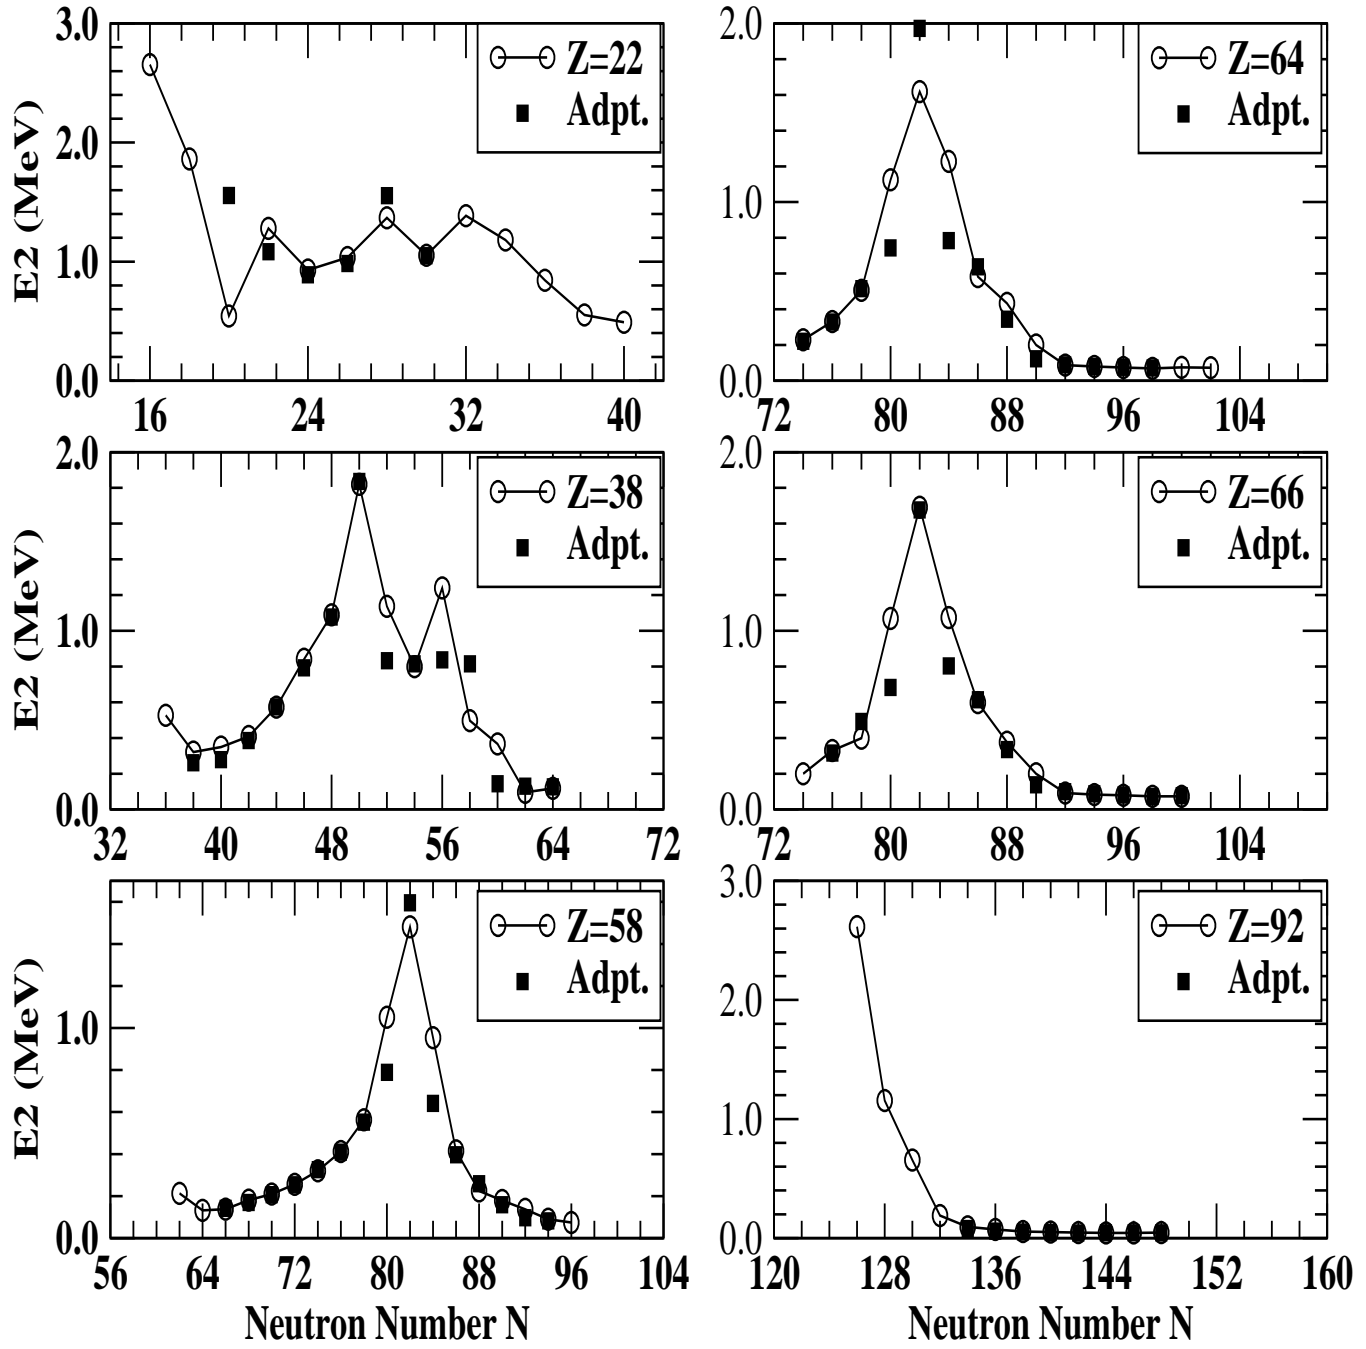 3.0
2.0
1.0
0.0
E2 (MeV)
Z=22
Adpt.
16 24 32 40
2.0
1.0
0.0
Z=64
Adpt.
72 80 88 96 104
2.0
1.0
0.0
E2 (MeV)
Z=38
Adpt.
32 40 48 56 64 72
2.0
1.0
0.0
Z=66
Adpt.
72 80 88 96 104
1.0
0.0
E2 (MeV)
Z=58
Adpt.
56 64 72 80 88 96 104
Neutron Number N
3.0
2.0
1.0
0.0
Z=92
Adpt.
120 128 136 144 152 160
Neutron Number N